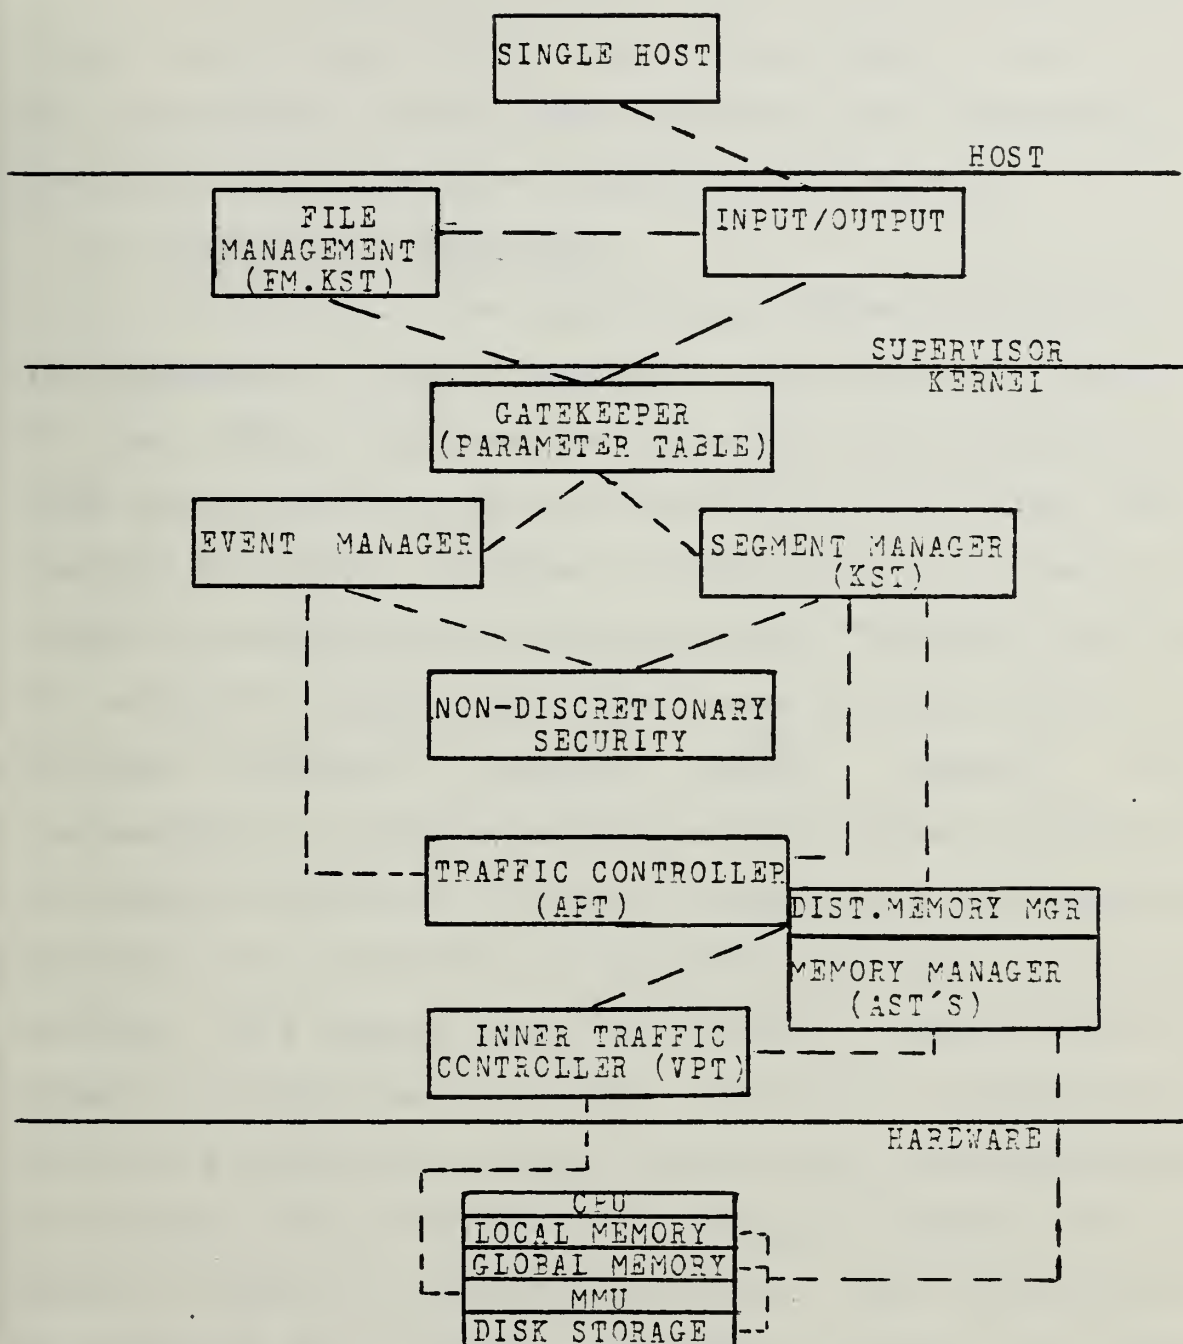 SINGLE HOST
HOST
FILE
MANAGEMENT
(FM.KST)
INPUT/OUTPUT
SUPERVISOR
KERNEL
GATEKEEPER
(PARAMETER TABLE)
EVENT MANAGER
SEGMENT MANAGER
(KST)
NON-DISCRETIONARY
SECURITY
TRAFFIC CONTROLLER
(APT)
DIST.MEMORY MGR
MEMORY MANAGER
(AST'S)
INNER TRAFFIC
CONTROLLER (VPT)
HARDWARE
CPU
LOCAL MEMORY
GLOBAL MEMORY
MMU
DISK STORAGE